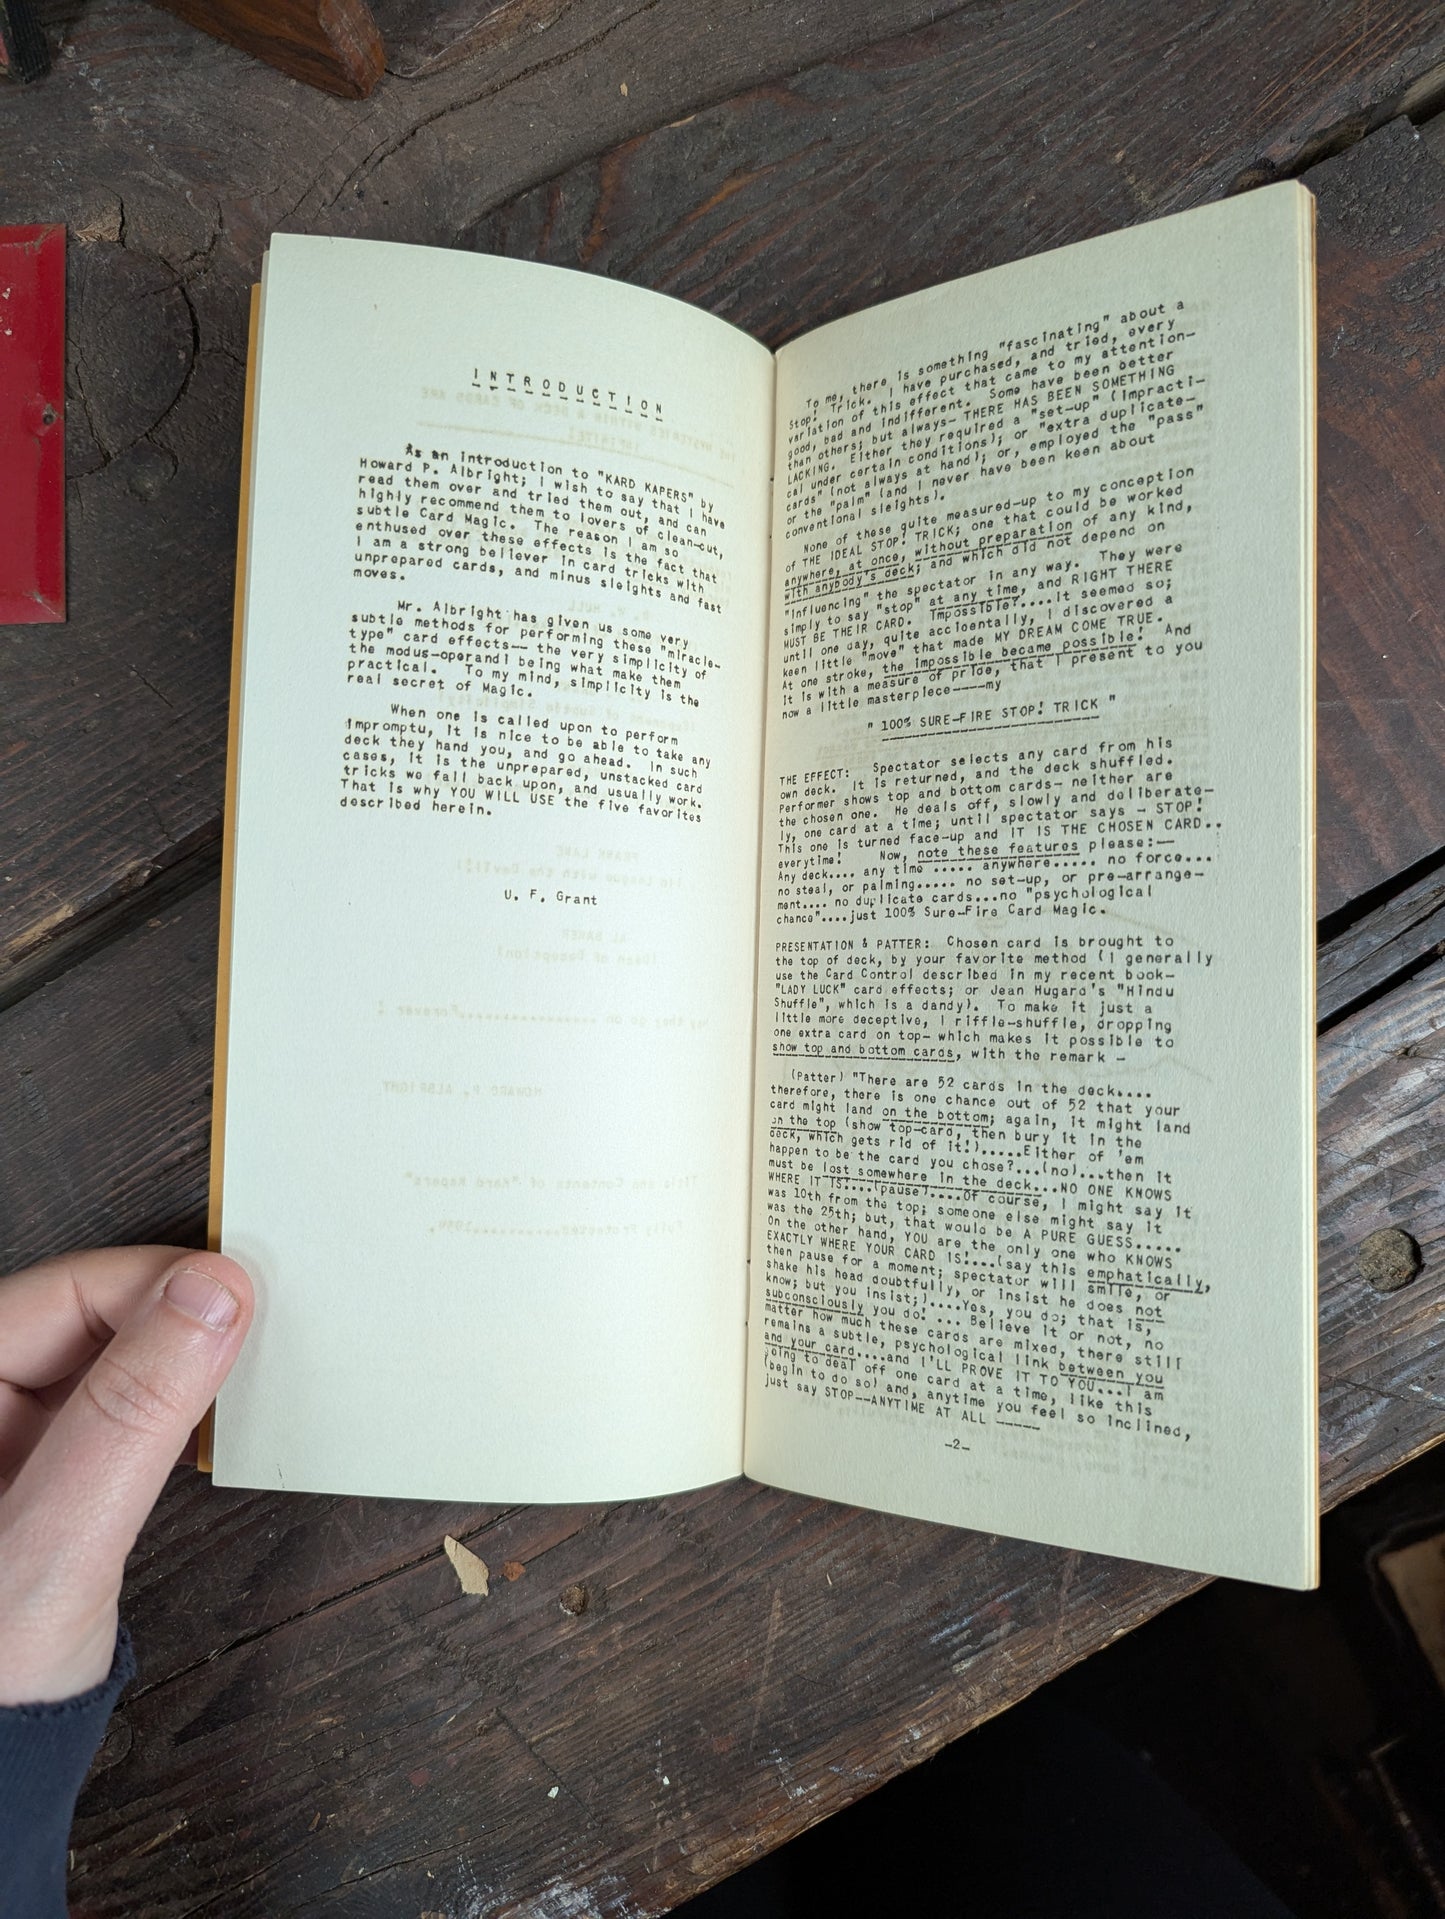 INTRODUCTION
As an introduction to "KARD KAPERS" by
Howard P. Albright; I wish to say that I have
read them over and tried them out, and can
highly recommend them to lovers of clean-cut,
subtle Card Magic. The reason I am so
enthused over these effects is the fact that
I am a strong believer in card tricks with
unprepared cards, and minus sleights and fast
moves.
Mr. Albright has given us some very
subtle methods for performing these "miracle-
type" card effects-- the very simplicity of
the modus-operandi being what make them
practical. To my mind, simplicity is the
real secret of Magic.
When one is called upon to perform
impromptu, it is nice to be able to take any
deck they hand you, and go ahead. In such
cases, it is the unprepared, unstacked card
tricks we fall back upon, and usually work.
That is why YOU WILL USE the five favorites
described herein.
U. F. Grant
To me, there is something "fascinating" about a
Stop! Trick. I have purchased, and tried, every
variation of this effect that came to my attention-
good, bad and indifferent. Some have been better
than others; but always- THERE HAS BEEN SOMETHING
LACKING. Either they required a "set-up" (impracti-
cal under certain conditions); or "extra duplicate-
cards" (not always at hand); or, employed the "pass"
or the "palm" (and I never have been keen about
conventional sleights).
None of these quite measured-up to my conception
of THE IDEAL STOP! TRICK; one that could be worked
anywhere, at once, without preparation of any kind,
with anybody's deck; and which did not depend on
"influencing" the spectator in any way. They were
simply to say "stop" at any time, and RIGHT THERE
MUST BE THEIR CARD. Impossible?....It seemed so;
until one day, quite accidentally, I discovered a
keen little "move" that made MY DREAM COME TRUE.
At one stroke, the impossible became possible! And
it is with a measure of pride, that I present to you
now a little masterpiece----my
" 100% SURE-FIRE STOP! TRICK "
THE EFFECT: Spectator selects any card from his
own deck. It is returned, and the deck shuffled.
Performer shows top and bottom cards- neither are
the chosen one. He deals off, slowly and deliberate-
ly, one card at a time; until spectator says - STOP!
This one is turned face-up and IT IS THE CHOSEN CARD..
everytime! Now, note these features please:--
Any deck.... any time ..... anywhere..... no force...
no steal, or palming..... no set-up, or pre-arrange-
ment.... no duplicate cards...no "psychological
chance"....just 100% Sure-Fire Card Magic.
PRESENTATION & PATTER: Chosen card is brought to
the top of deck, by your favorite method (I generally
use the Card Control described in my recent book-
"LADY LUCK" card effects; or Jean Hugard's "Hindu
Shuffle", which is a dandy). To make it just a
little more deceptive, I riffle-shuffle, dropping
one extra card on top- which makes it possible to
show top and bottom cards, with the remark -
(Patter) "There are 52 cards in the deck....
therefore, there is one chance out of 52 that your
card might land on the bottom; again, it might land
on the top (show top-card, then bury it in the
deck, which gets rid of it!).....Either of 'em
happen to be the card you chose?...(no)...then it
must be lost somewhere in the deck...NO ONE KNOWS
WHERE IT IS....(pause)....Of course, I might say it
was 10th from the top; someone else might say it
was the 25th; but, that would be A PURE GUESS.....
On the other hand, YOU are the only one who KNOWS
EXACTLY WHERE YOUR CARD IS!...(say this emphatically,
then pause for a moment; spectator will smile, or
shake his head doubtfully, or insist he does not
know; but you insist;)....Yes, you do; that is,
subconsciously you do! ... Believe it or not, no
matter how much these cards are mixed, there still
remains a subtle, psychological link between you
and your card....and I'LL PROVE IT TO YOU...I am
going to deal off one card at a time, like this
(begin to do so) and, anytime you feel so inclined,
just say STOP--ANYTIME AT ALL -----
-2-